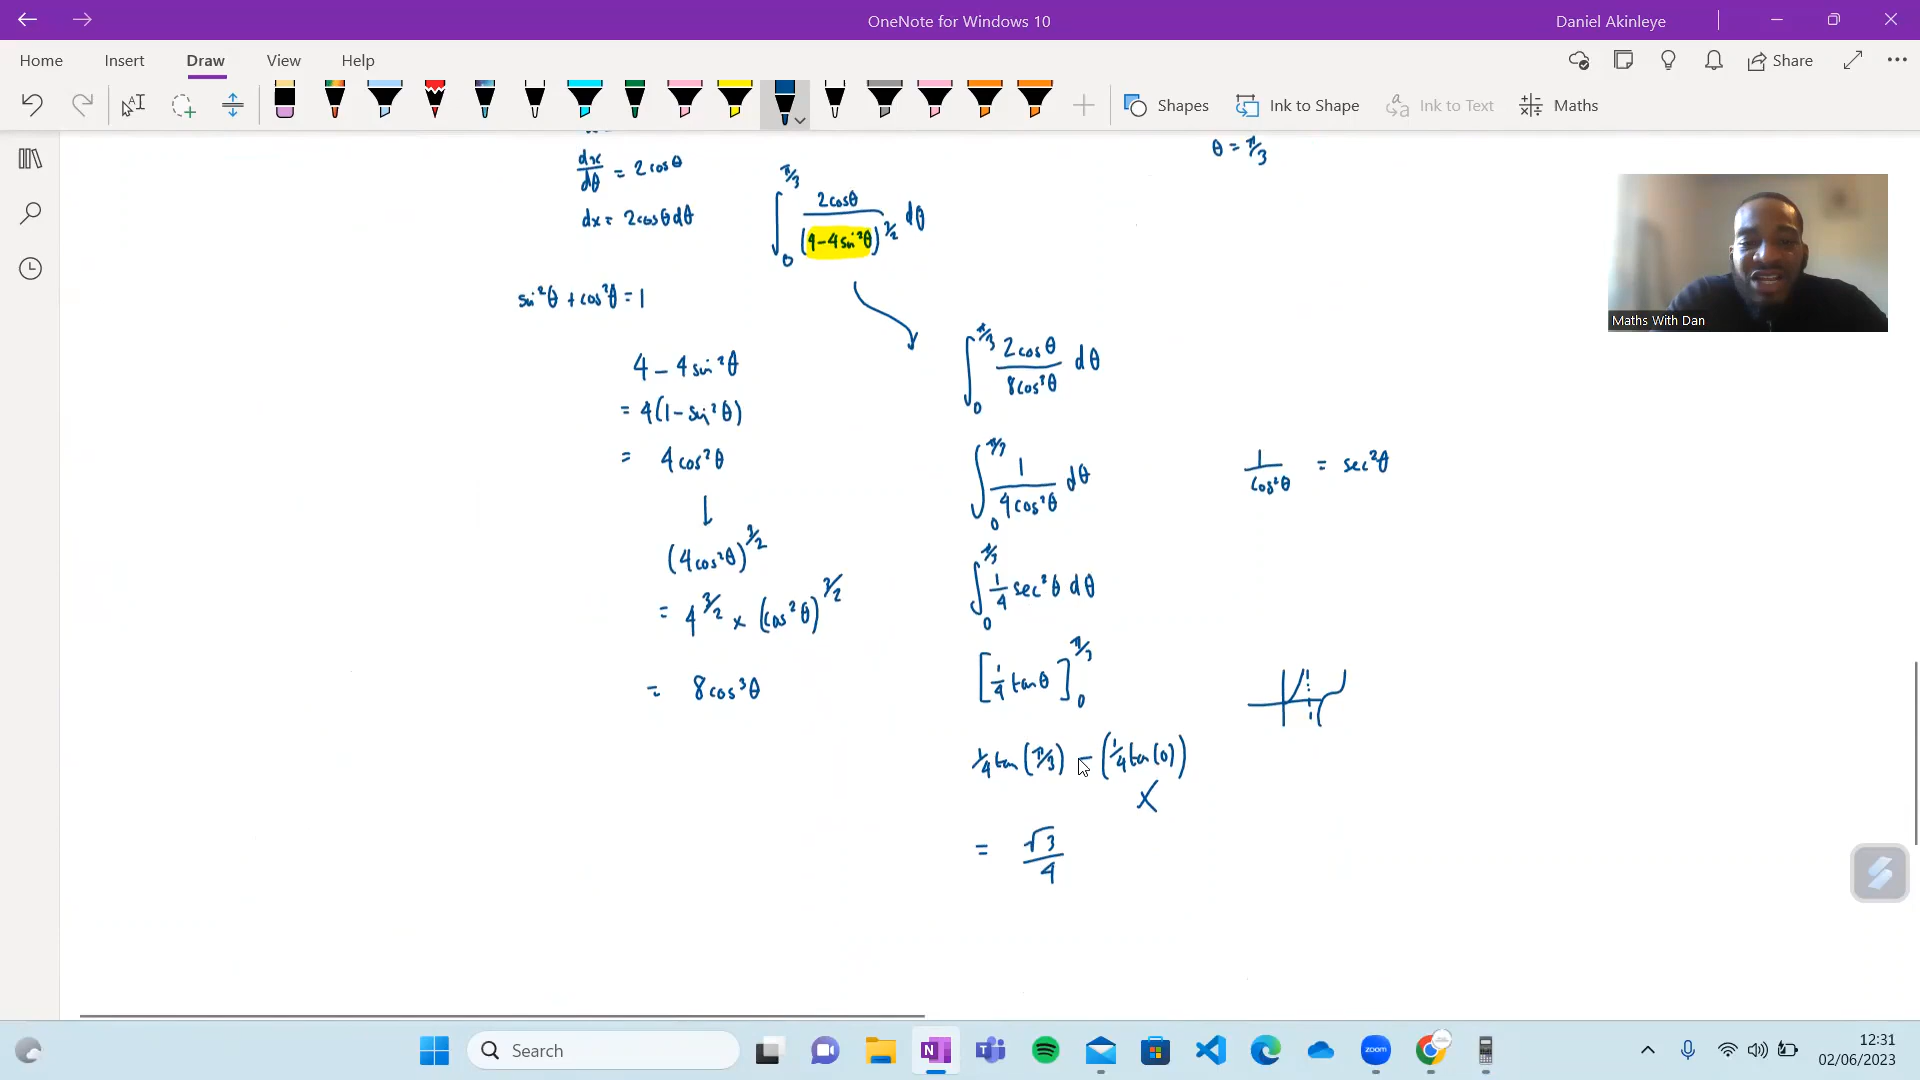 OneNote for Windows 10
Daniel Akinleye
Home Insert Draw View Help
Share
Shapes Ink to Shape Ink to Text Maths
dx/dθ = 2cosθ
dx = 2cosθdθ
∫₀^(π/3) 2cosθ/(4-4sin²θ)^(3/2) dθ
θ = π/3
Maths With Dan
sin²θ + cos²θ = 1
4 - 4sin²θ
= 4(1-sin²θ)
= 4cos²θ
↓
(4cos²θ)^(3/2)
= 4^(3/2) × (cos²θ)^(3/2)
= 8cos³θ
∫₀^(π/3) 2cosθ/8cos³θ dθ
∫₀^(π/3) 1/4cos²θ dθ
1/cos²θ = sec²θ
∫₀^(π/3) 1/4 sec²θ dθ
[1/4 tanθ]₀^(π/3)
1/4 tan(π/3) - (1/4 tan(0))
X
= √3/4
Search
zoom
12:31
02/06/2023